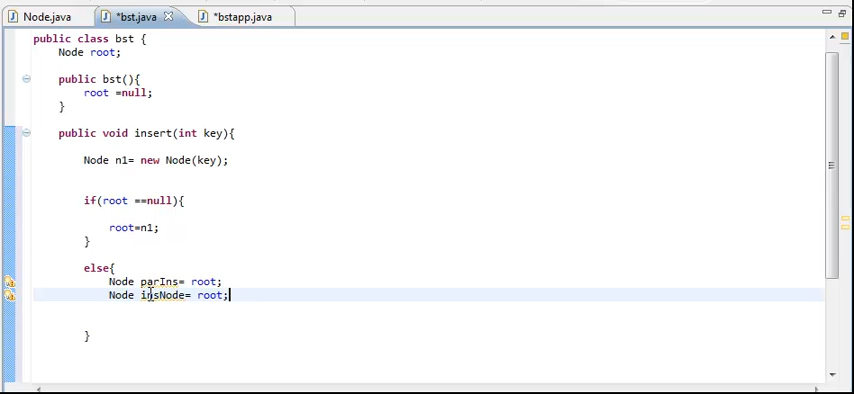 Node.java *bst.java *bstapp.java
public class bst {
Node root;
public bst(){
root =null;
}
public void insert(int key){
Node n1= new Node(key);
if(root ==null){
root=n1;
}
else{
Node parIns= root;
Node insNode= root;
}